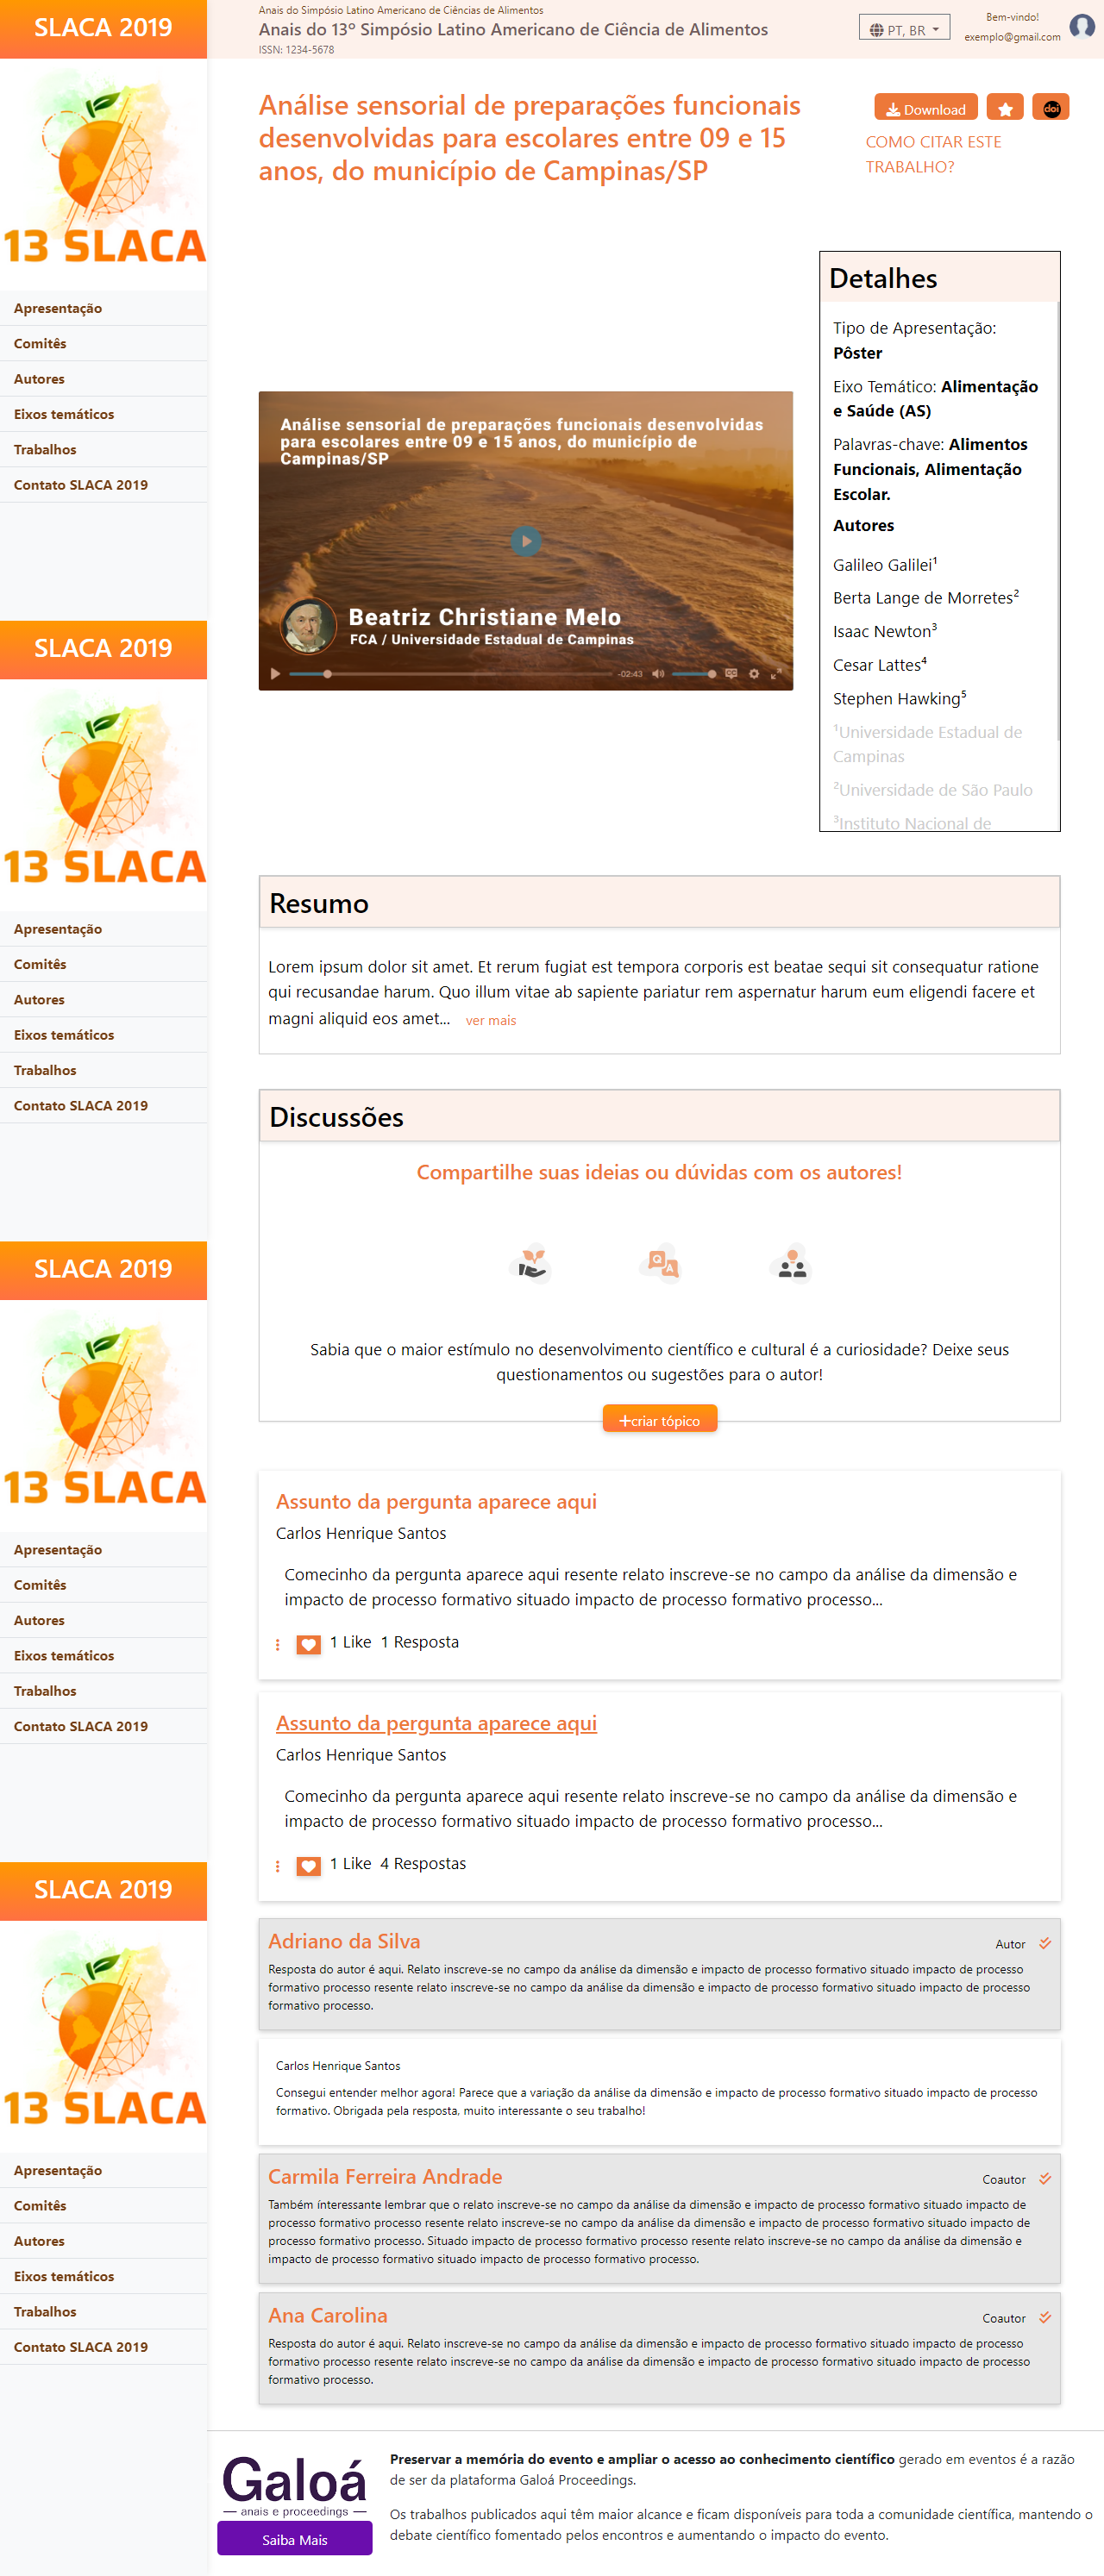 SLACA 2019
13 SLACA
Apresentação
Comitês
Autores
Eixos temáticos
Trabalhos
Contato SLACA 2019
SLACA 2019
13 SLACA
Apresentação
Comitês
Autores
Eixos temáticos
Trabalhos
Contato SLACA 2019
SLACA 2019
13 SLACA
Apresentação
Comitês
Autores
Eixos temáticos
Trabalhos
Contato SLACA 2019
SLACA 2019
13 SLACA
Apresentação
Comitês
Autores
Eixos temáticos
Trabalhos
Contato SLACA 2019
Anais do Simpósio Latino Americano de Ciências de Alimentos
Anais do 13º Simpósio Latino Americano de Ciência de Alimentos
ISSN: 1234-5678
PT, BR
Bem-vindo!
exemplo@gmail.com
Análise sensorial de preparações funcionais
desenvolvidas para escolares entre 09 e 15
anos, do município de Campinas/SP
Download
doi
COMO CITAR ESTE
TRABALHO?
Análise sensorial de preparações funcionais desenvolvidas
para escolares entre 09 e 15 anos, do município de
Campinas/SP
Beatriz Christiane Melo
FCA / Universidade Estadual de Campinas
-02:43
Detalhes
Tipo de Apresentação:
Pôster
Eixo Temático: Alimentação
e Saúde (AS)
Palavras-chave: Alimentos
Funcionais, Alimentação
Escolar.
Autores
Galileo Galilei¹
Berta Lange de Morretes²
Isaac Newton³
Cesar Lattes⁴
Stephen Hawking⁵
¹Universidade Estadual de
Campinas
²Universidade de São Paulo
³Instituto Nacional de
Resumo
Lorem ipsum dolor sit amet. Et rerum fugiat est tempora corporis est beatae sequi sit consequatur ratione
qui recusandae harum. Quo illum vitae ab sapiente pariatur rem aspernatur harum eum eligendi facere et
magni aliquid eos amet... ver mais
Discussões
Compartilhe suas ideias ou dúvidas com os autores!
Q A
Sabia que o maior estímulo no desenvolvimento científico e cultural é a curiosidade? Deixe seus
questionamentos ou sugestões para o autor!
+criar tópico
Assunto da pergunta aparece aqui
Carlos Henrique Santos
Comecinho da pergunta aparece aqui resente relato inscreve-se no campo da análise da dimensão e
impacto de processo formativo situado impacto de processo formativo processo...
1 Like 1 Resposta
Assunto da pergunta aparece aqui
Carlos Henrique Santos
Comecinho da pergunta aparece aqui resente relato inscreve-se no campo da análise da dimensão e
impacto de processo formativo situado impacto de processo formativo processo...
1 Like 4 Respostas
Adriano da Silva
Autor
Resposta do autor é aqui. Relato inscreve-se no campo da análise da dimensão e impacto de processo formativo situado impacto de processo
formativo processo resente relato inscreve-se no campo da análise da dimensão e impacto de processo formativo situado impacto de processo
formativo processo.
Carlos Henrique Santos
Consegui entender melhor agora! Parece que a variação da análise da dimensão e impacto de processo formativo situado impacto de processo
formativo. Obrigada pela resposta, muito interessante o seu trabalho!
Carmila Ferreira Andrade
Coautor
Também ínteressante lembrar que o relato inscreve-se no campo da análise da dimensão e impacto de processo formativo situado impacto de
processo formativo processo resente relato inscreve-se no campo da análise da dimensão e impacto de processo formativo situado impacto de
processo formativo processo. Situado impacto de processo formativo processo resente relato inscreve-se no campo da análise da dimensão e
impacto de processo formativo situado impacto de processo formativo processo.
Ana Carolina
Coautor
Resposta do autor é aqui. Relato inscreve-se no campo da análise da dimensão e impacto de processo formativo situado impacto de processo
formativo processo resente relato inscreve-se no campo da análise da dimensão e impacto de processo formativo situado impacto de processo
formativo processo.
Galoá
— anais e proceedings —
Saiba Mais
Preservar a memória do evento e ampliar o acesso ao conhecimento científico gerado em eventos é a razão
de ser da plataforma Galoá Proceedings.
Os trabalhos publicados aqui têm maior alcance e ficam disponíveis para toda a comunidade científica, mantendo o
debate científico fomentado pelos encontros e aumentando o impacto do evento.